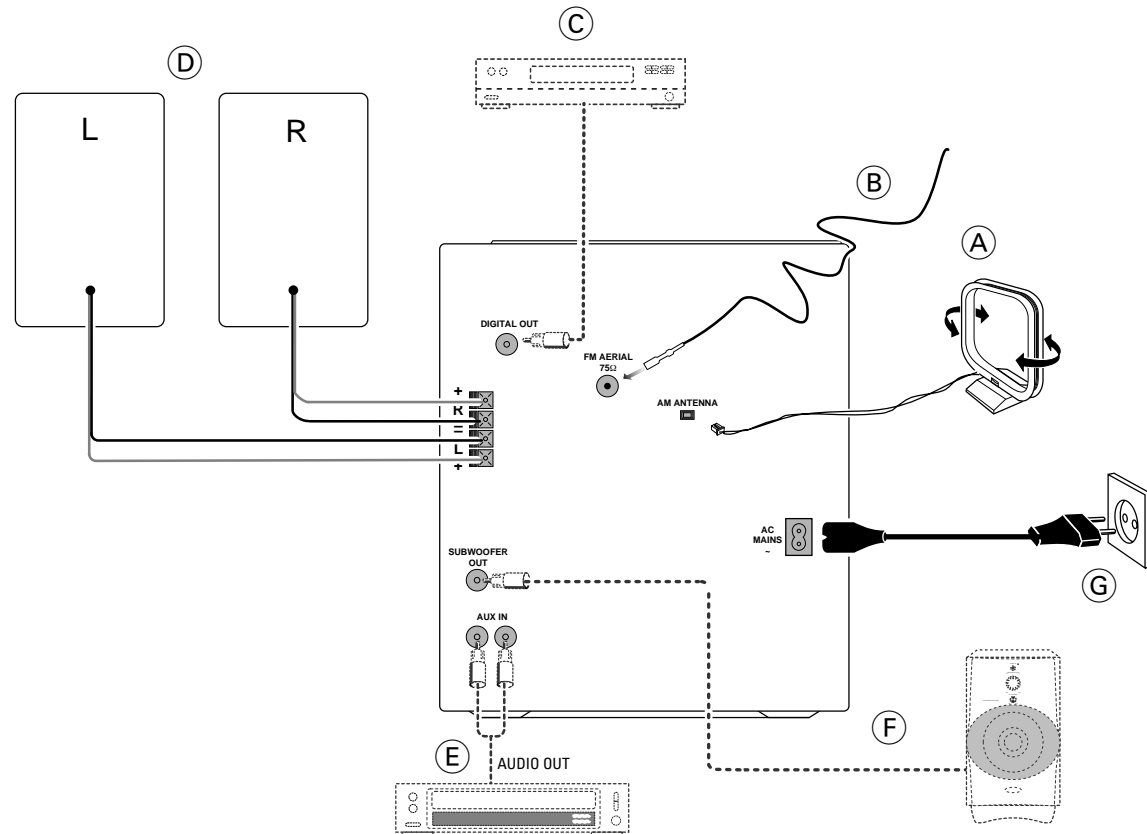 C
D
L
R
B
A
DIGITAL OUT
FM AERIAL
75Ω
AM ANTENNA
+
R
=
L
+
AC
MAINS
~
SUBWOOFER
OUT
G
AUX IN
F
E
AUDIO OUT